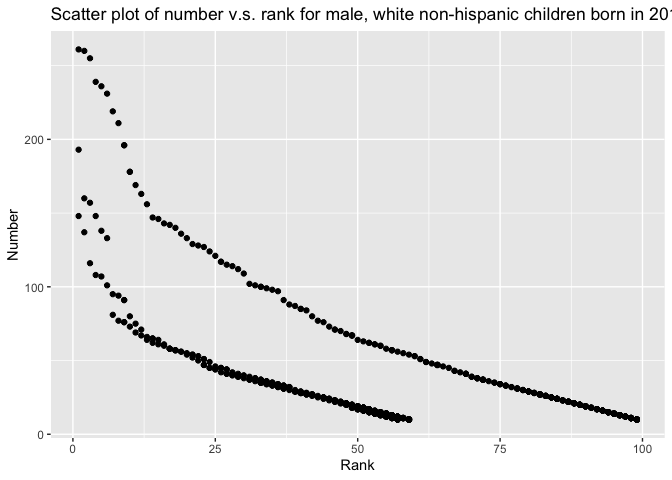 Scatter plot of number v.s. rank for male, white non-hispanic children born in 201
Number
200
100
0
0 25 50 75 100
Rank